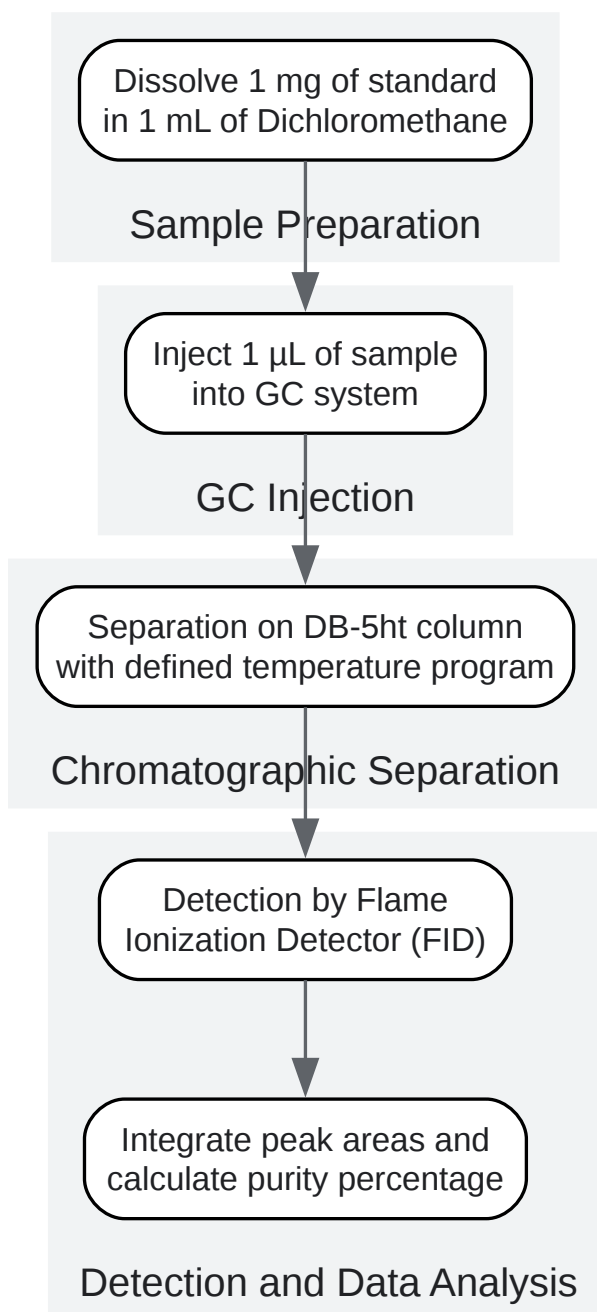 Dissolve 1 mg of standard
in 1 mL of Dichloromethane
Sample Preparation
Inject 1 µL of sample
into GC system
GC Injection
Separation on DB-5ht column
with defined temperature program
Chromatographic Separation
Detection by Flame
Ionization Detector (FID)
Integrate peak areas and
calculate purity percentage
Detection and Data Analysis